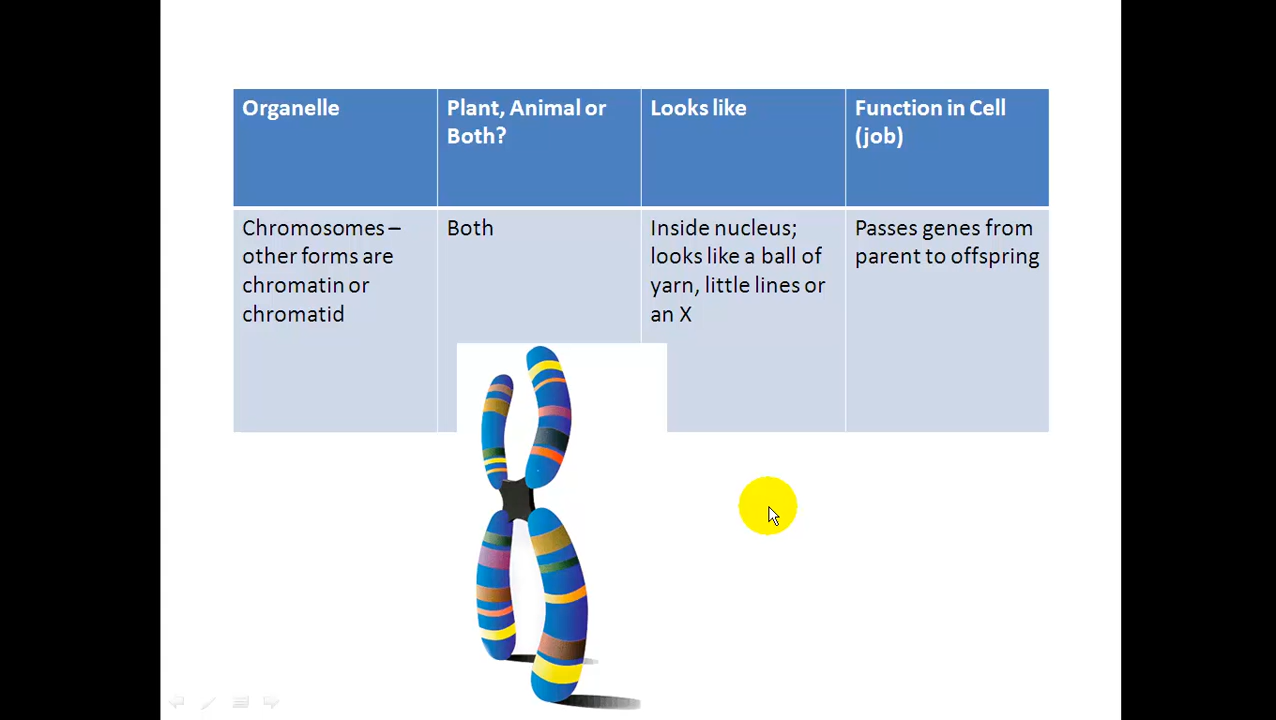 Organelle
Plant, Animal or
Both?
Looks like
Function in Cell
(job)
Chromosomes –
other forms are
chromatin or
chromatid
Both
Inside nucleus;
looks like a ball of
yarn, little lines or
an X
Passes genes from
parent to offspring